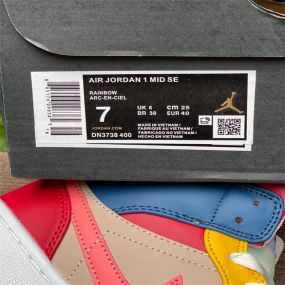 AIR JORDAN 1 MID SE
RAINBOW
ARC-EN-CIEL
7
UK 6
BR 38
CM 25
EUR 40
JORDAN.COM
DN3738 400
MADE IN VIETNAM /
FABRIQUE AU VIETNAM /
FABRICADO NO VIETNAM /
HECHO EN VIETNAM